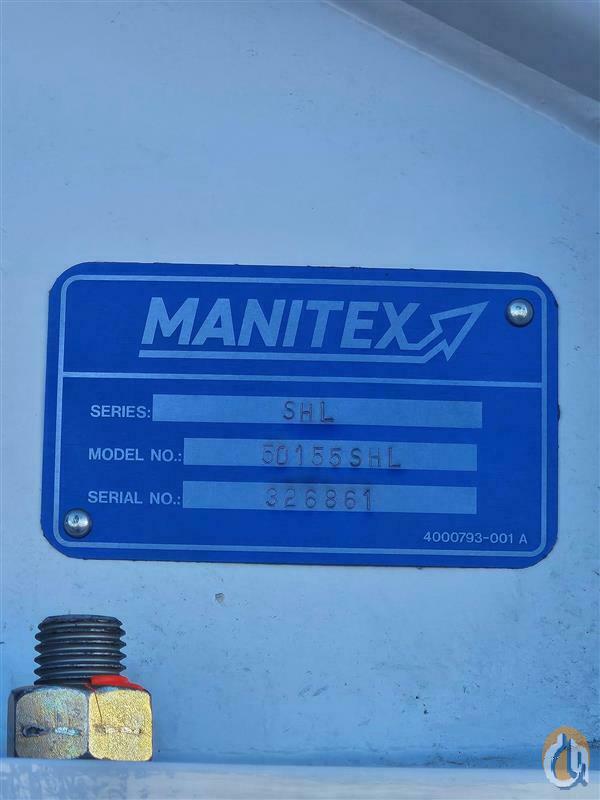 MANITEX
SERIES: SHL
MODEL NO.: 50155SHL
SERIAL NO.: 326861
4000793-001 A